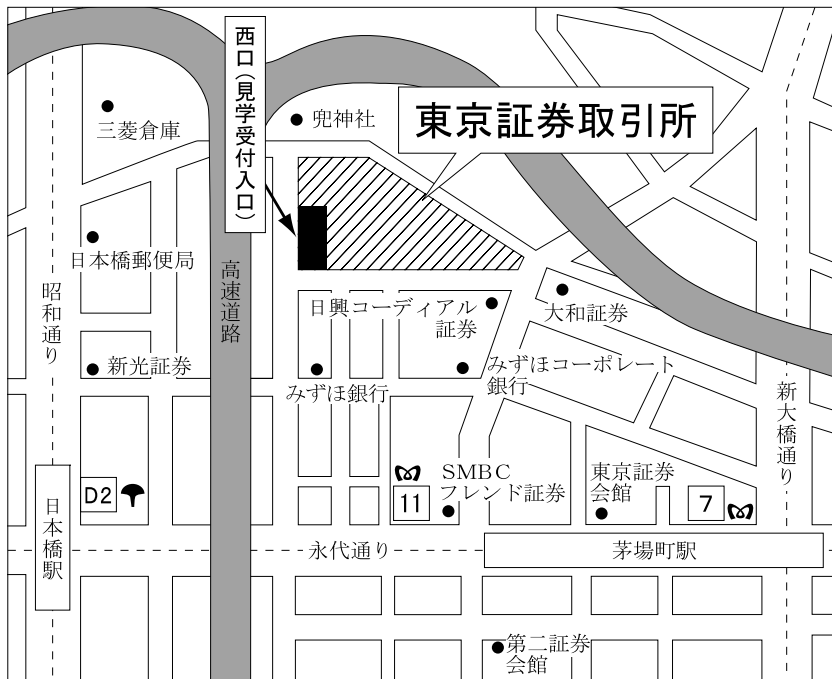 西口（見学受付入口）
三菱倉庫
兜神社
東京証券取引所
日本橋郵便局
高速道路
昭和通り
日興コーディアル
証券
大和証券
新光証券
みずほ銀行
みずほコーポレート
銀行
新大橋通り
D2
11
SMBC
フレンド証券
東京証券
会館
7
日本橋駅
永代通り
茅場町駅
第二証券
会館